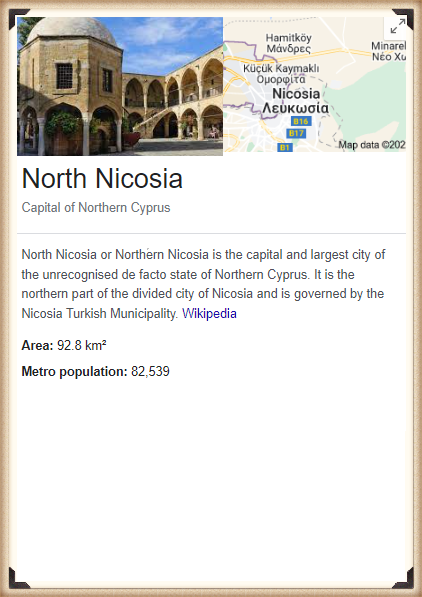 Hamitköy
Μάνδρες
Minarel
Νέο Χω
Küçük Kaymaklı
Ομορφίτα
Nicosia
Λευκωσία
B16
B17
B1
Map data ©202
North Nicosia
Capital of Northern Cyprus
North Nicosia or Northern Nicosia is the capital and largest city of
the unrecognised de facto state of Northern Cyprus. It is the
northern part of the divided city of Nicosia and is governed by the
Nicosia Turkish Municipality. Wikipedia
Area: 92.8 km²
Metro population: 82,539